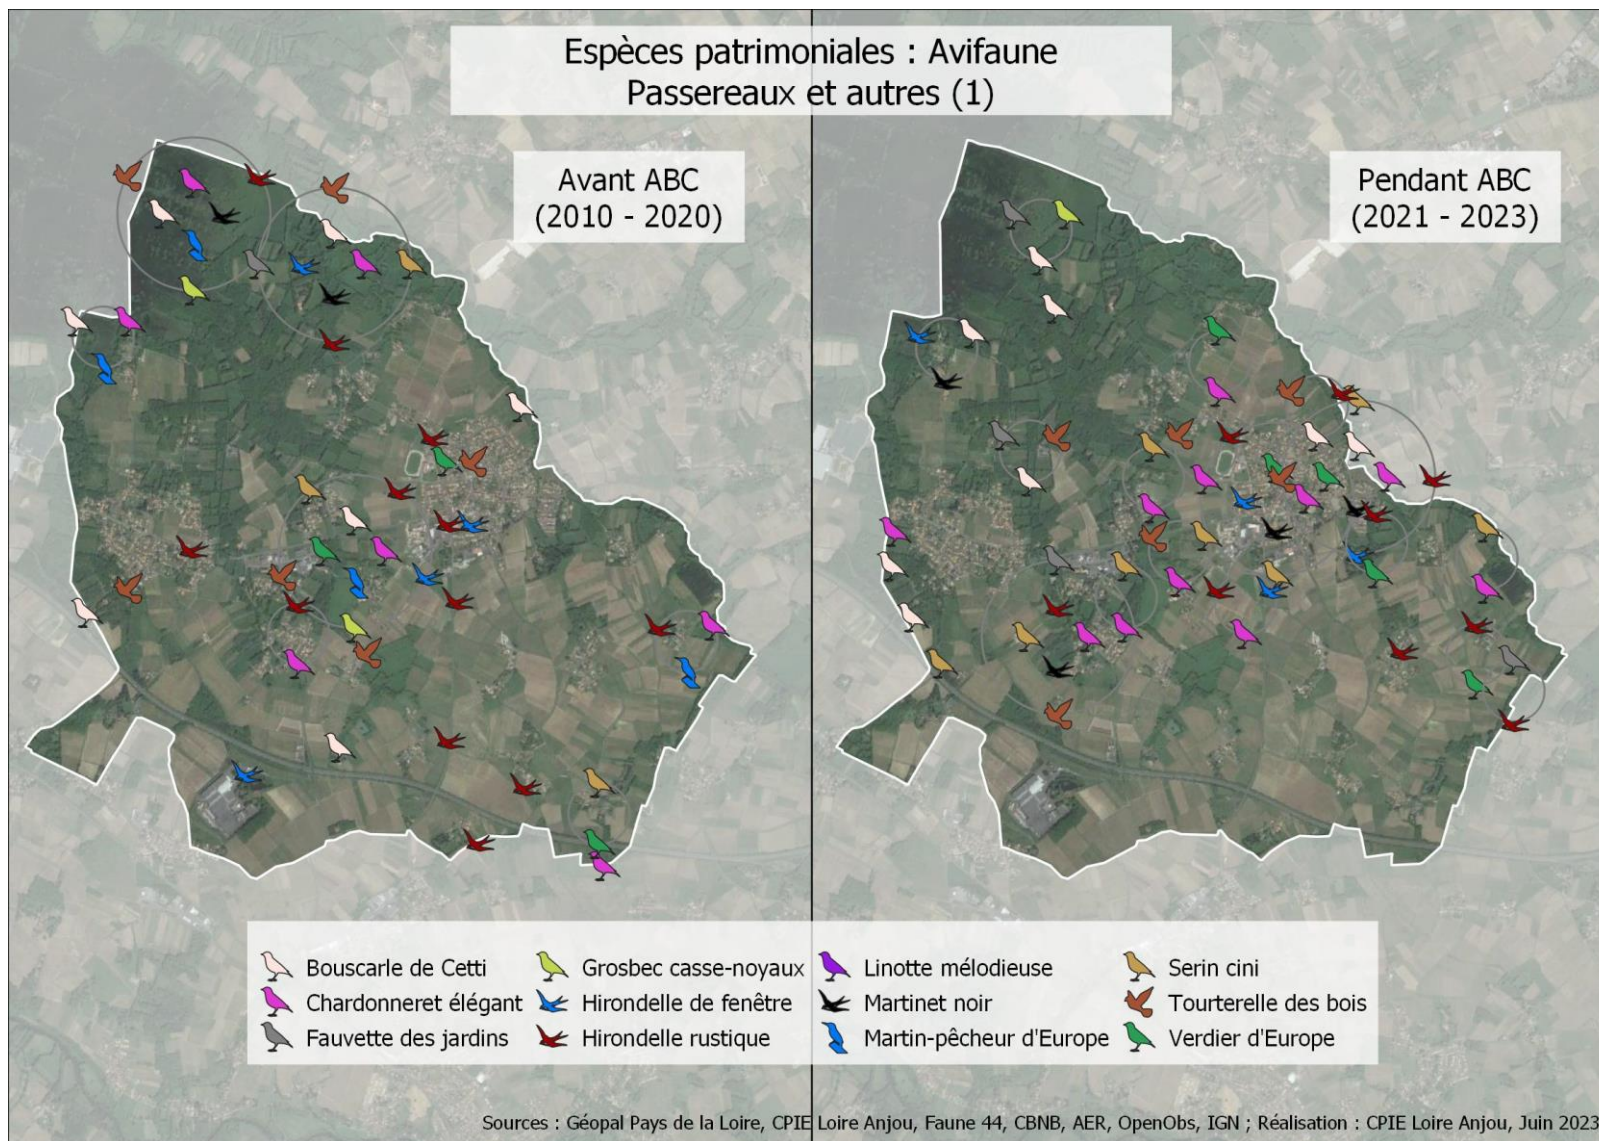 Espèces patrimoniales : Avifaune
Passereaux et autres (1)
Avant ABC
(2010 - 2020)
Pendant ABC
(2021 - 2023)
Bouscarle de Cetti
Chardonneret élégant
Fauvette des jardins
Grosbec casse-noyaux
Hirondelle de fenêtre
Hirondelle rustique
Linotte mélodieuse
Martinet noir
Martin-pêcheur d'Europe
Serin cini
Tourterelle des bois
Verdier d'Europe
Sources : Géopal Pays de la Loire, CPIE Loire Anjou, Faune 44, CBNB, AER, OpenObs, IGN ; Réalisation : CPIE Loire Anjou, Juin 2023